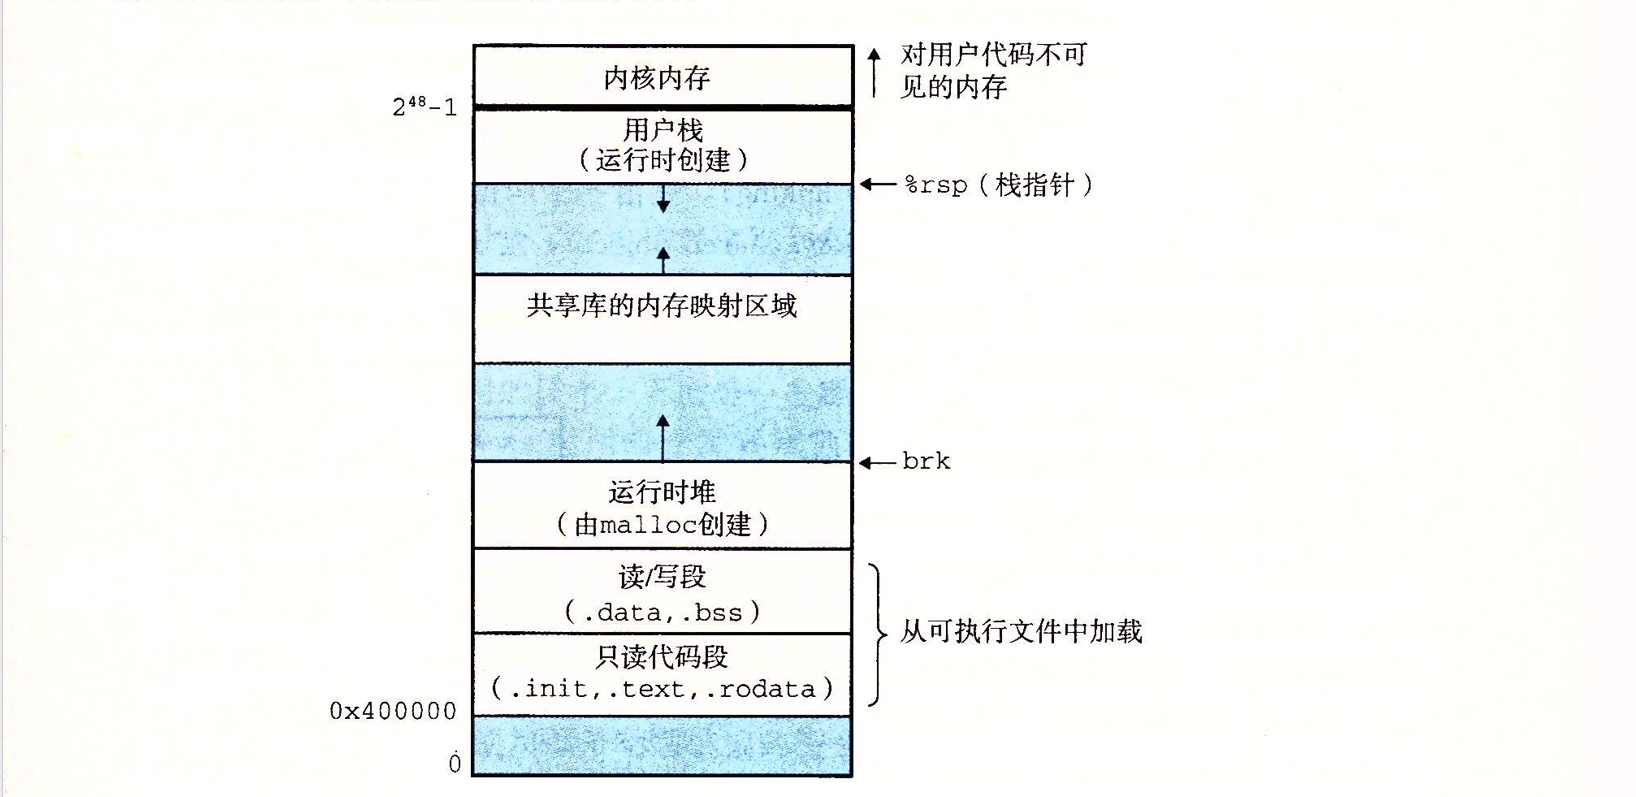 内核内存
对用户代码不可
见的内存
2⁴⁸-1
用户栈
(运行时创建)
%rsp(栈指针)
共享库的内存映射区域
brk
运行时堆
(由malloc创建)
读/写段
(.data,.bss)
从可执行文件中加载
只读代码段
(.init,.text,.rodata)
0x400000
0